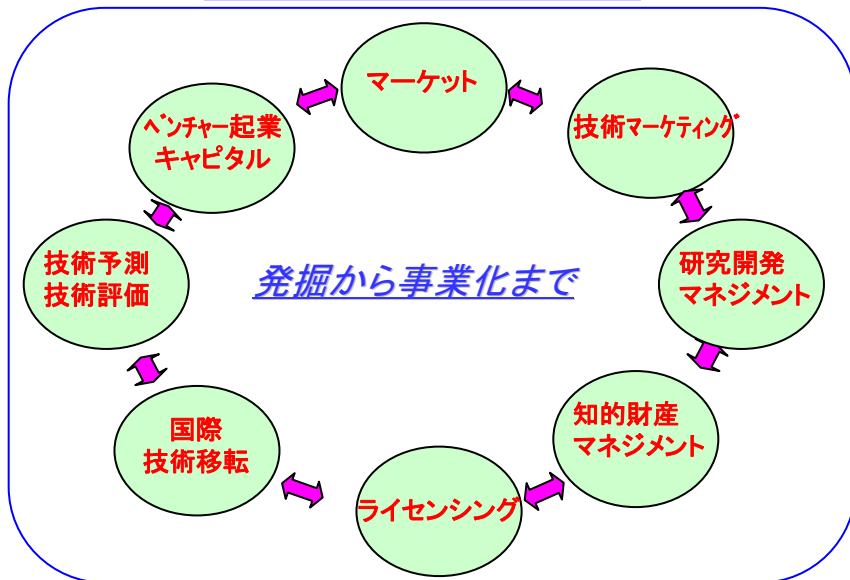 マーケット
技術マーケティング
研究開発
マネジメント
知的財産
マネジメント
ライセンシング
国際
技術移転
技術予測
技術評価
ベンチャー起業
キャピタル
発掘から事業化まで